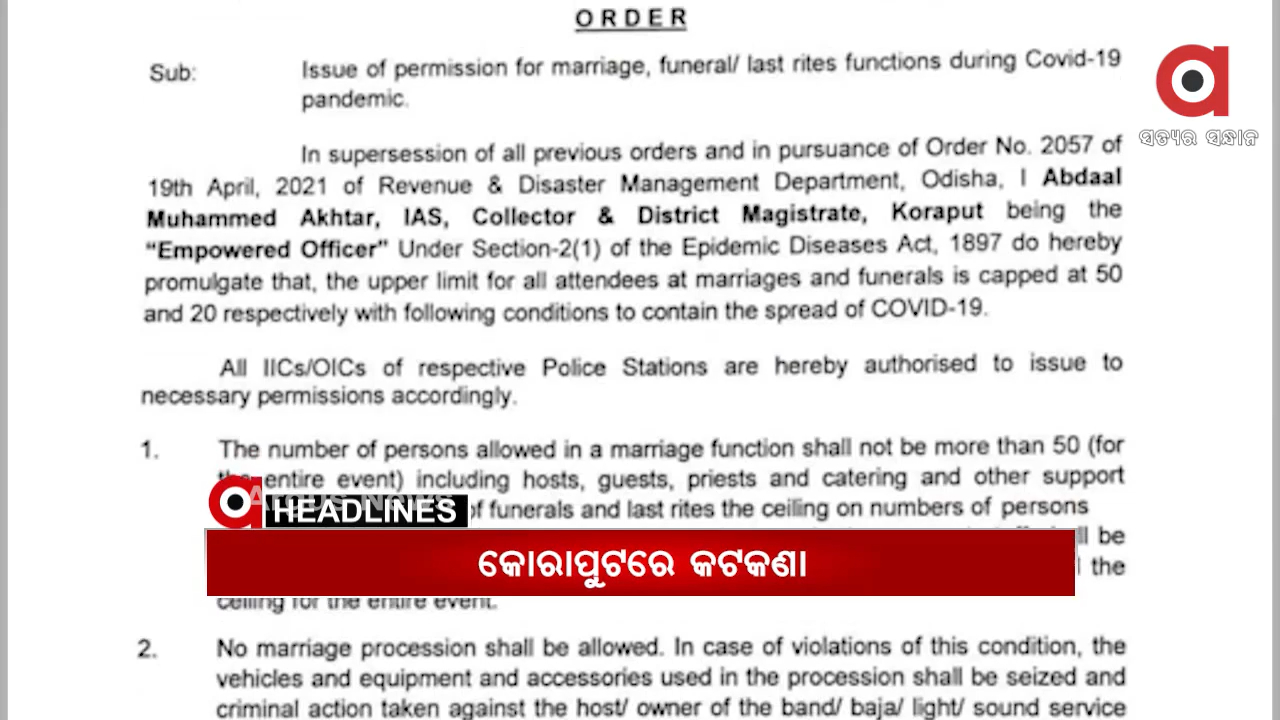 ORDER
Sub: Issue of permission for marriage, funeral/ last rites functions during Covid-19
pandemic.
In supersession of all previous orders and in pursuance of Order No. 2057 of
19th April, 2021 of Revenue & Disaster Management Department, Odisha, I Abdaal
Muhammed Akhtar, IAS, Collector & District Magistrate, Koraput being the
“Empowered Officer” Under Section-2(1) of the Epidemic Diseases Act, 1897 do hereby
promulgate that, the upper limit for all attendees at marriages and funerals is capped at 50
and 20 respectively with following conditions to contain the spread of COVID-19.
All IICs/OICs of respective Police Stations are hereby authorised to issue to
necessary permissions accordingly.
1. The number of persons allowed in a marriage function shall not be more than 50 (for
the entire event) including hosts, guests, priests and catering and other support
of funerals and last rites the ceiling on numbers of persons
shall be
the
ceiling for the entire event.
2. No marriage procession shall be allowed. In case of violations of this condition, the
vehicles and equipment and accessories used in the procession shall be seized and
criminal action taken against the host/ owner of the band/ baja/ light/ sound service
ସତ୍ୟର ସନ୍ଧାନ
HEADLINES
କୋରାପୁଟରେ କଟକଣା